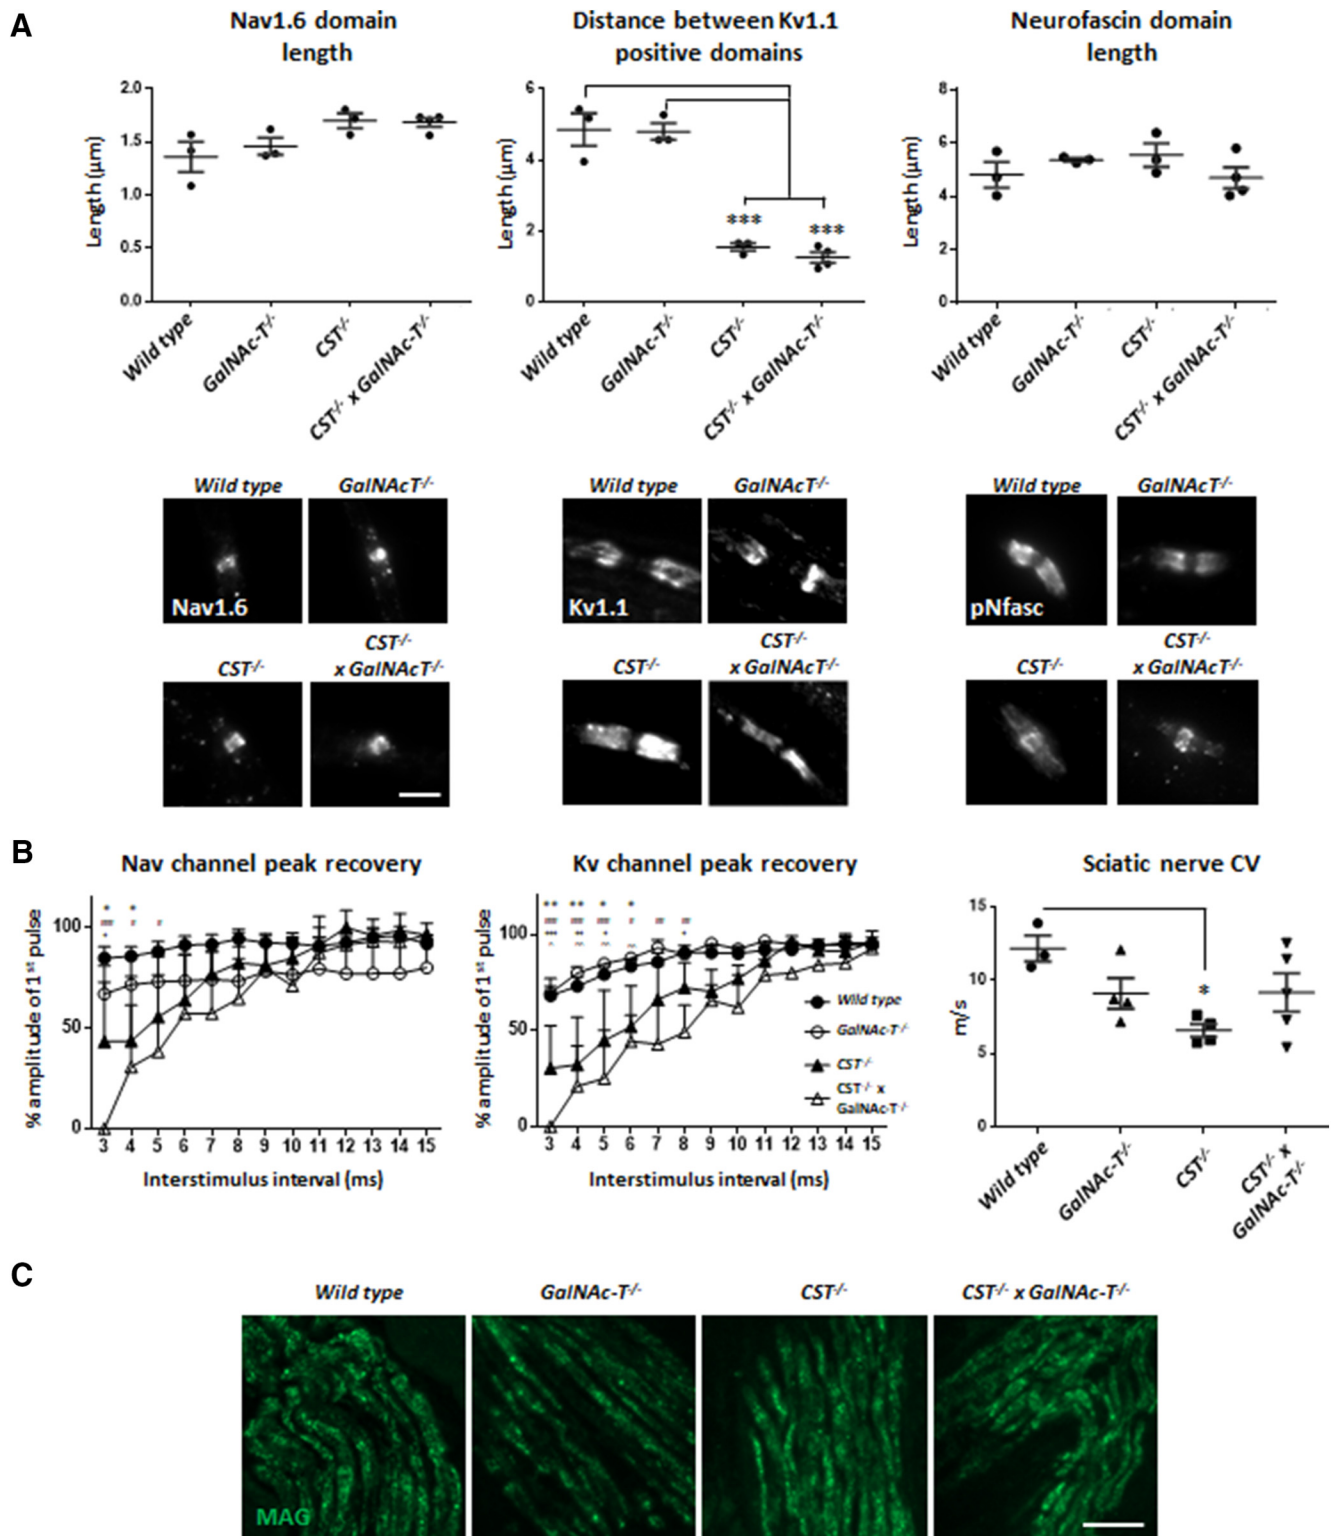 A
Nav1.6 domain
length
Distance between Kv1.1
positive domains
Neurofascin domain
length
Length (μm)
2.0
1.5
1.0
0.5
0.0
Wild type
GalNAc-T-/-
CST-/-
CST-/- x GalNAc-T-/-
Length (μm)
6
4
2
0
***
***
Wild type
GalNAc-T-/-
CST-/-
CST-/- x GalNAc-T-/-
Length (μm)
8
6
4
2
0
Wild type
GalNAc-T-/-
CST-/-
CST-/- x GalNAc-T-/-
Wild type
GalNAcT-/-
Nav1.6
CST-/-
CST-/-
x GalNAcT-/-
Wild type
GalNAcT-/-
Kv1.1
CST-/-
CST-/-
x GalNAcT-/-
Wild type
GalNAcT-/-
pNfasc
CST-/-
CST-/-
x GalNAcT-/-
B
Nav channel peak recovery
% amplitude of 1st pulse
100
50
0
* *
3 4 5 6 7 8 9 10 11 12 13 14 15
Interstimulus interval (ms)
Kv channel peak recovery
% amplitude of 1st pulse
100
50
0
** ** * *
3 4 5 6 7 8 9 10 11 12 13 14 15
Interstimulus interval (ms)
Wild type
GalNAc-T-/-
CST-/-
CST-/- x
GalNAc-T-/-
Sciatic nerve CV
m/s
15
10
5
0
*
Wild type
GalNAc-T-/-
CST-/-
CST-/- x
GalNAc-T-/-
C
Wild type
GalNAc-T-/-
CST-/-
CST-/- x GalNAc-T-/-
MAG